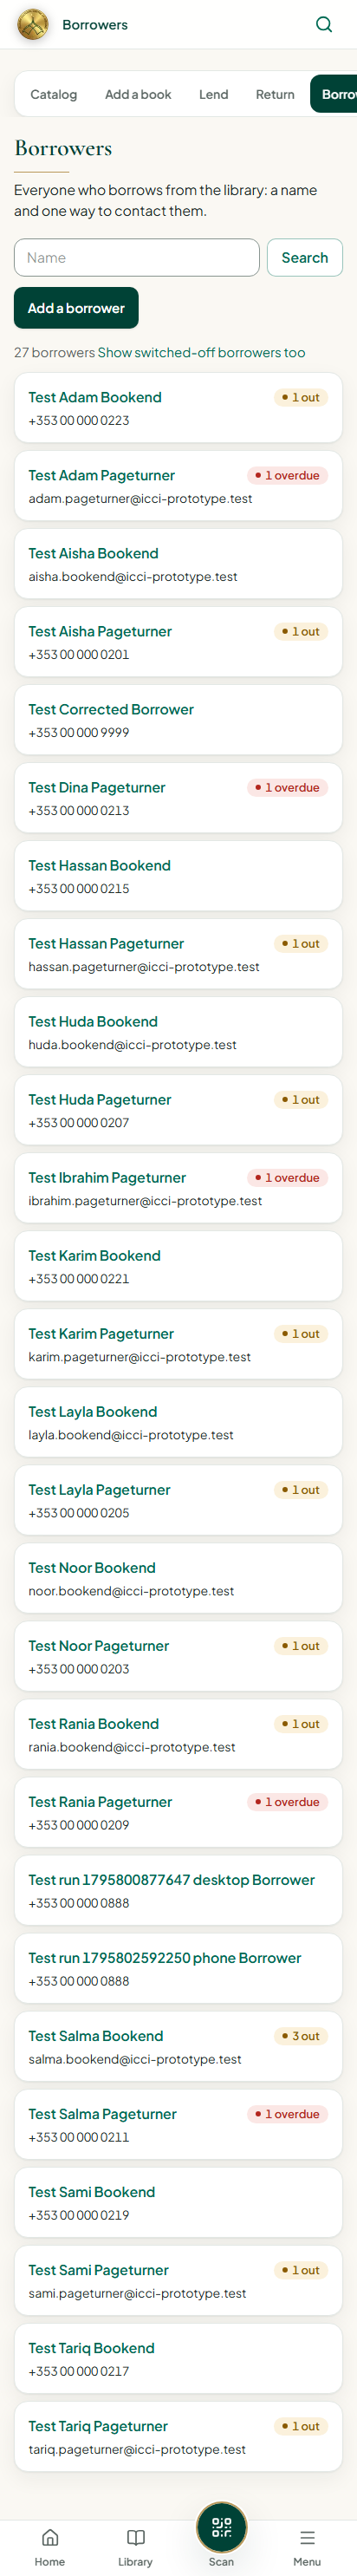 Borrowers
Catalog
Add a book
Lend
Return
Borrow
Borrowers
Everyone who borrows from the library: a name
and one way to contact them.
Name
Search
Add a borrower
27 borrowers Show switched-off borrowers too
Test Adam Bookend
1 out
+353 00 000 0223
Test Adam Pageturner
1 overdue
adam.pageturner@icci-prototype.test
Test Aisha Bookend
aisha.bookend@icci-prototype.test
Test Aisha Pageturner
1 out
+353 00 000 0201
Test Corrected Borrower
+353 00 000 9999
Test Dina Pageturner
1 overdue
+353 00 000 0213
Test Hassan Bookend
+353 00 000 0215
Test Hassan Pageturner
1 out
hassan.pageturner@icci-prototype.test
Test Huda Bookend
huda.bookend@icci-prototype.test
Test Huda Pageturner
1 out
+353 00 000 0207
Test Ibrahim Pageturner
1 overdue
ibrahim.pageturner@icci-prototype.test
Test Karim Bookend
+353 00 000 0221
Test Karim Pageturner
1 out
karim.pageturner@icci-prototype.test
Test Layla Bookend
layla.bookend@icci-prototype.test
Test Layla Pageturner
1 out
+353 00 000 0205
Test Noor Bookend
noor.bookend@icci-prototype.test
Test Noor Pageturner
1 out
+353 00 000 0203
Test Rania Bookend
1 out
rania.bookend@icci-prototype.test
Test Rania Pageturner
1 overdue
+353 00 000 0209
Test run 1795800877647 desktop Borrower
+353 00 000 0888
Test run 1795802592250 phone Borrower
+353 00 000 0888
Test Salma Bookend
3 out
salma.bookend@icci-prototype.test
Test Salma Pageturner
1 overdue
+353 00 000 0211
Test Sami Bookend
+353 00 000 0219
Test Sami Pageturner
1 out
sami.pageturner@icci-prototype.test
Test Tariq Bookend
+353 00 000 0217
Test Tariq Pageturner
1 out
tariq.pageturner@icci-prototype.test
Home
Library
Scan
Menu